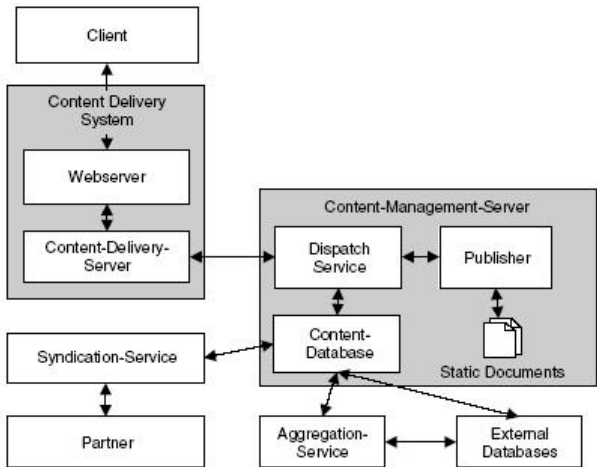 Client
Content Delivery
System
Webserver
Content-Delivery-
Server
Content-Management-Server
Dispatch
Service
Publisher
Content-
Database
Static Documents
Syndication-Service
Partner
Aggregation-
Service
External
Databases